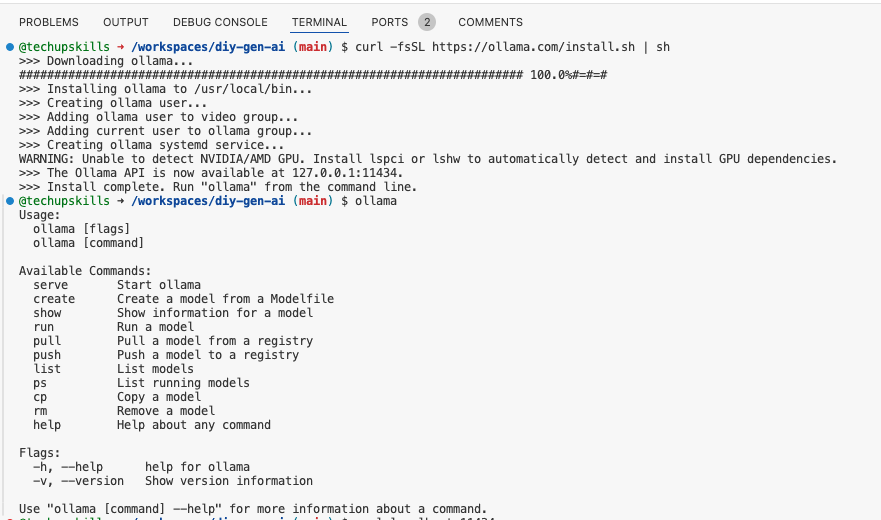 PROBLEMS OUTPUT DEBUG CONSOLE TERMINAL PORTS 2 COMMENTS
@techupskills → /workspaces/diy-gen-ai (main) $ curl -fsSL https://ollama.com/install.sh | sh
>>> Downloading ollama...
######################################################################## 100.0%#=#=#
>>> Installing ollama to /usr/local/bin...
>>> Creating ollama user...
>>> Adding ollama user to video group...
>>> Adding current user to ollama group...
>>> Creating ollama systemd service...
WARNING: Unable to detect NVIDIA/AMD GPU. Install lspci or lshw to automatically detect and install GPU dependencies.
>>> The Ollama API is now available at 127.0.0.1:11434.
>>> Install complete. Run "ollama" from the command line.
@techupskills → /workspaces/diy-gen-ai (main) $ ollama
Usage:
  ollama [flags]
  ollama [command]

Available Commands:
  serve       Start ollama
  create      Create a model from a Modelfile
  show        Show information for a model
  run         Run a model
  pull        Pull a model from a registry
  push        Push a model to a registry
  list        List models
  ps          List running models
  cp          Copy a model
  rm          Remove a model
  help        Help about any command

Flags:
  -h, --help      help for ollama
  -v, --version   Show version information

Use "ollama [command] --help" for more information about a command.